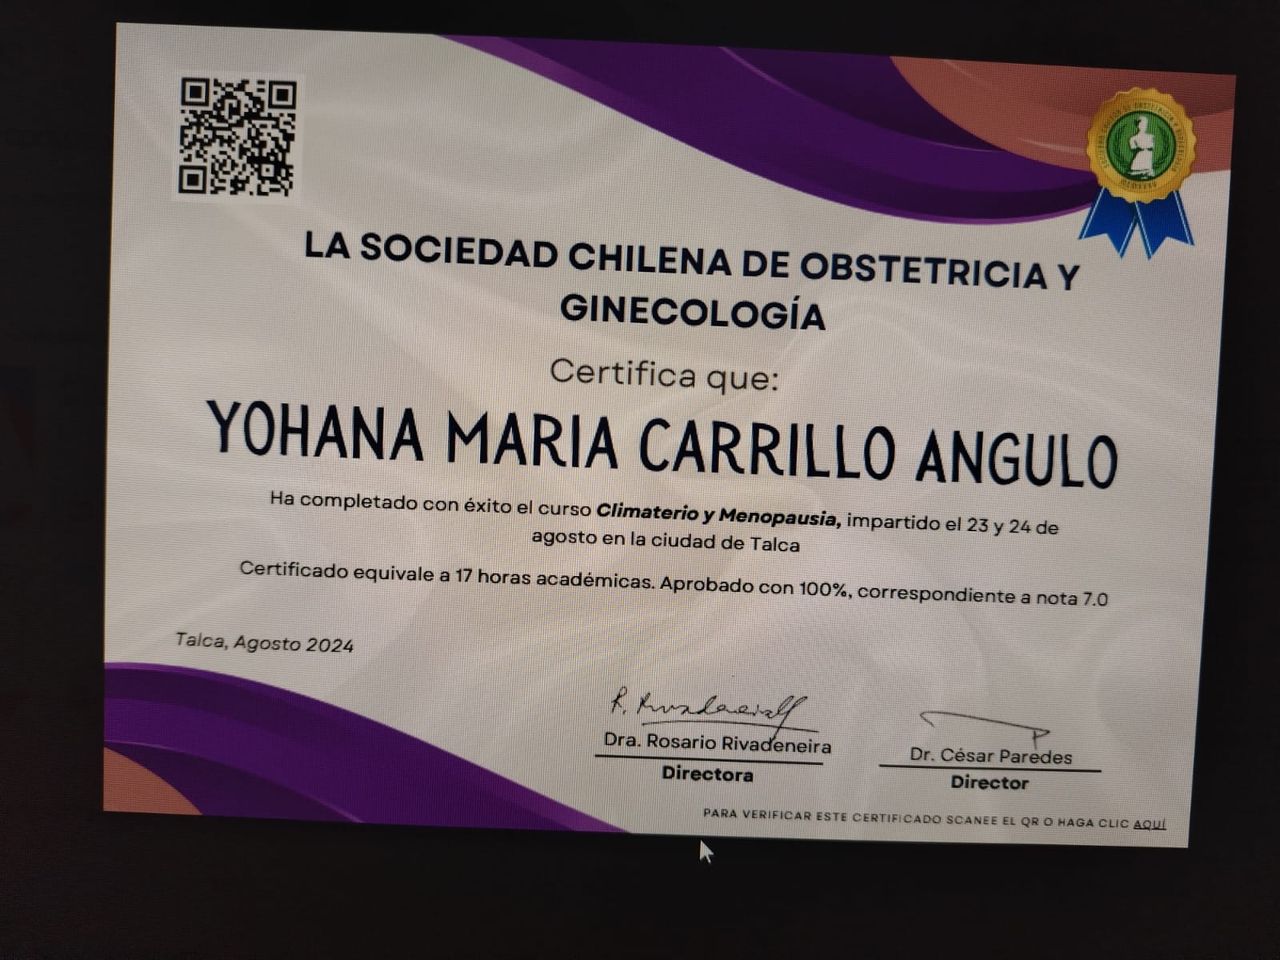 LA SOCIEDAD CHILENA DE OBSTETRICIA Y
GINECOLOGÍA
Certifica que:
YOHANA MARIA CARRILLO ANGULO
Ha completado con éxito el curso Climaterio y Menopausia, impartido el 23 y 24 de
agosto en la ciudad de Talca
Certificado equivale a 17 horas académicas. Aprobado con 100%, correspondiente a nota 7.0
Talca, Agosto 2024
Dra. Rosario Rivadeneira
Directora
Dr. César Paredes
Director
PARA VERIFICAR ESTE CERTIFICADO SCANEE EL QR O HAGA CLIC AQUÍ